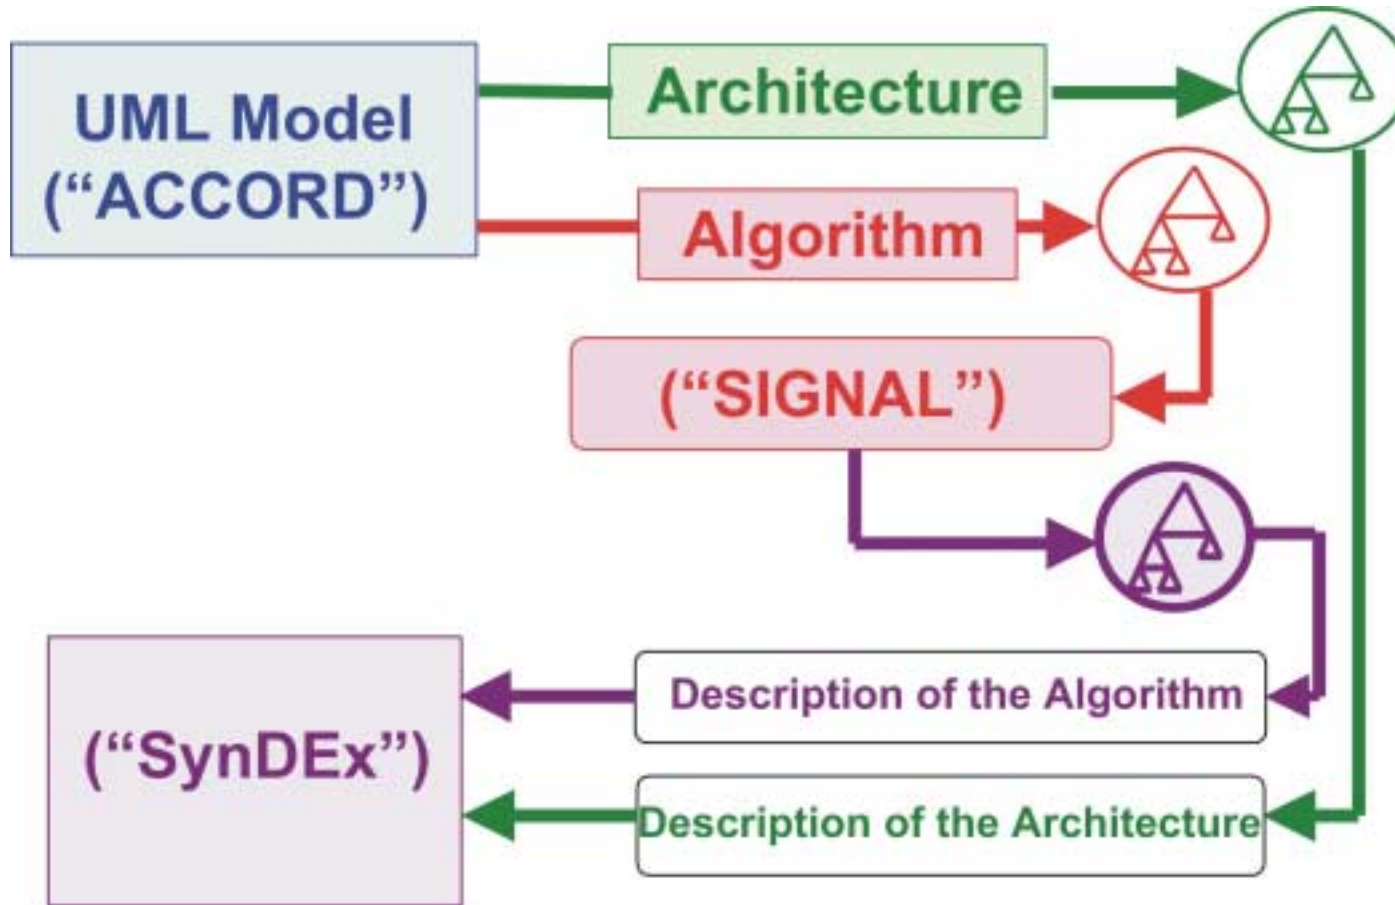 UML Model
(“ACCORD”)
Architecture
Algorithm
(“SIGNAL”)
Description of the Algorithm
(“SynDEx”)
Description of the Architecture